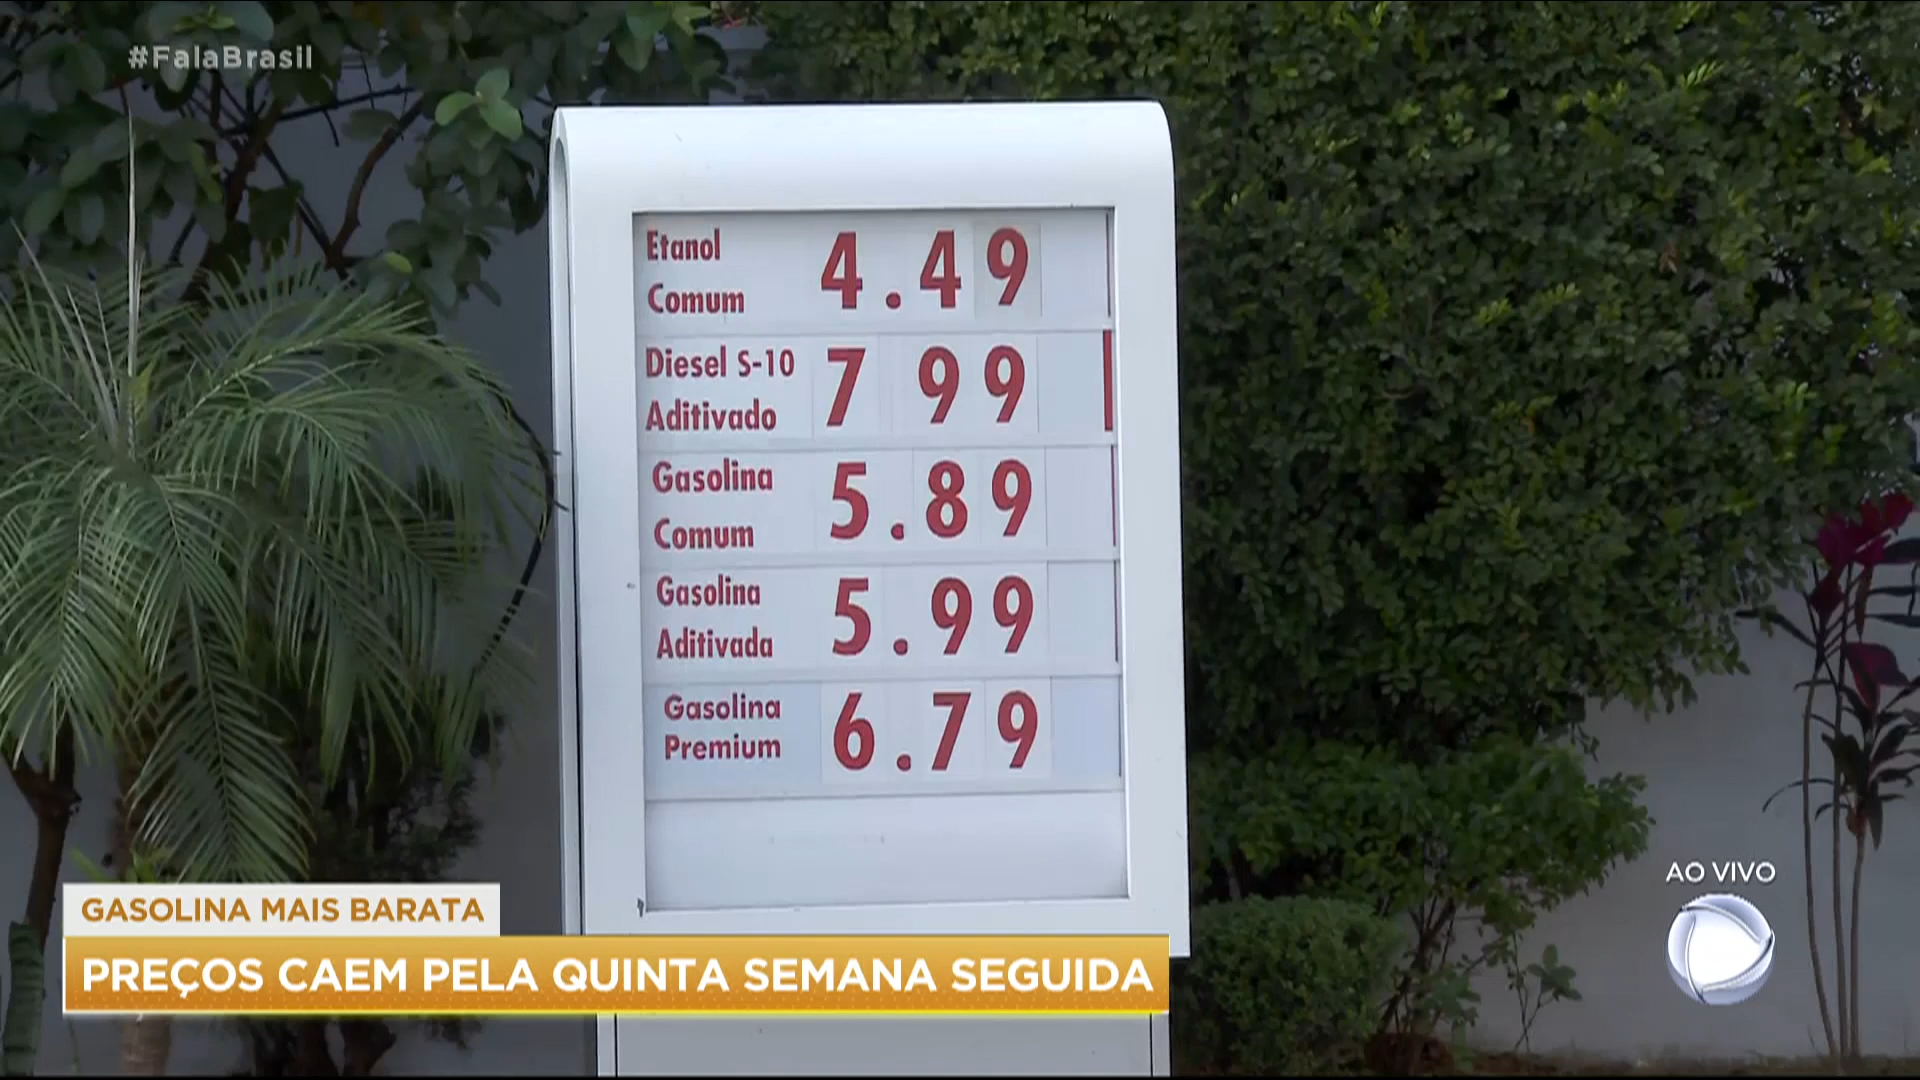 #FalaBrasil
Etanol
Comum
4.49
Diesel S-10
Aditivado
7 99
Gasolina
Comum
5.89
Gasolina
Aditivada
5.99
Gasolina
Premium
6.79
GASOLINA MAIS BARATA
PREÇOS CAEM PELA QUINTA SEMANA SEGUIDA
AO VIVO